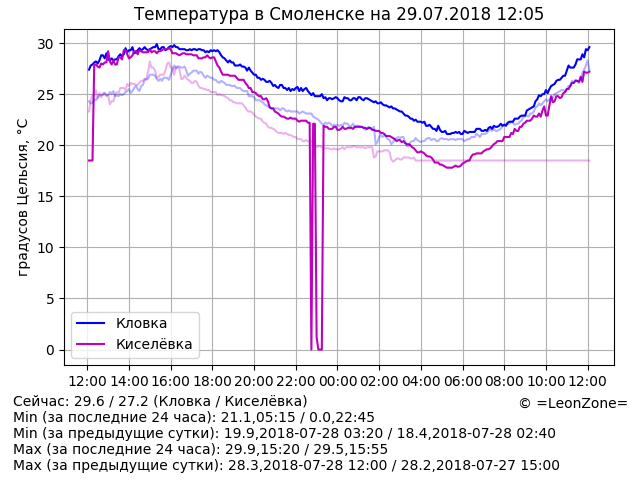 Температура в Смоленске на 29.07.2018 12:05
градусов Цельсия, °C
30
25
20
15
10
5
0
Кловка
Киселёвка
12:00 14:00 16:00 18:00 20:00 22:00 00:00 02:00 04:00 06:00 08:00 10:00 12:00
Сейчас: 29.6 / 27.2 (Кловка / Киселёвка)
© =LeonZone=
Min (за последние 24 часа): 21.1,05:15 / 0.0,22:45
Min (за предыдущие сутки): 19.9,2018-07-28 03:20 / 18.4,2018-07-28 02:40
Max (за последние 24 часа): 29.9,15:20 / 29.5,15:55
Max (за предыдущие сутки): 28.3,2018-07-28 12:00 / 28.2,2018-07-27 15:00